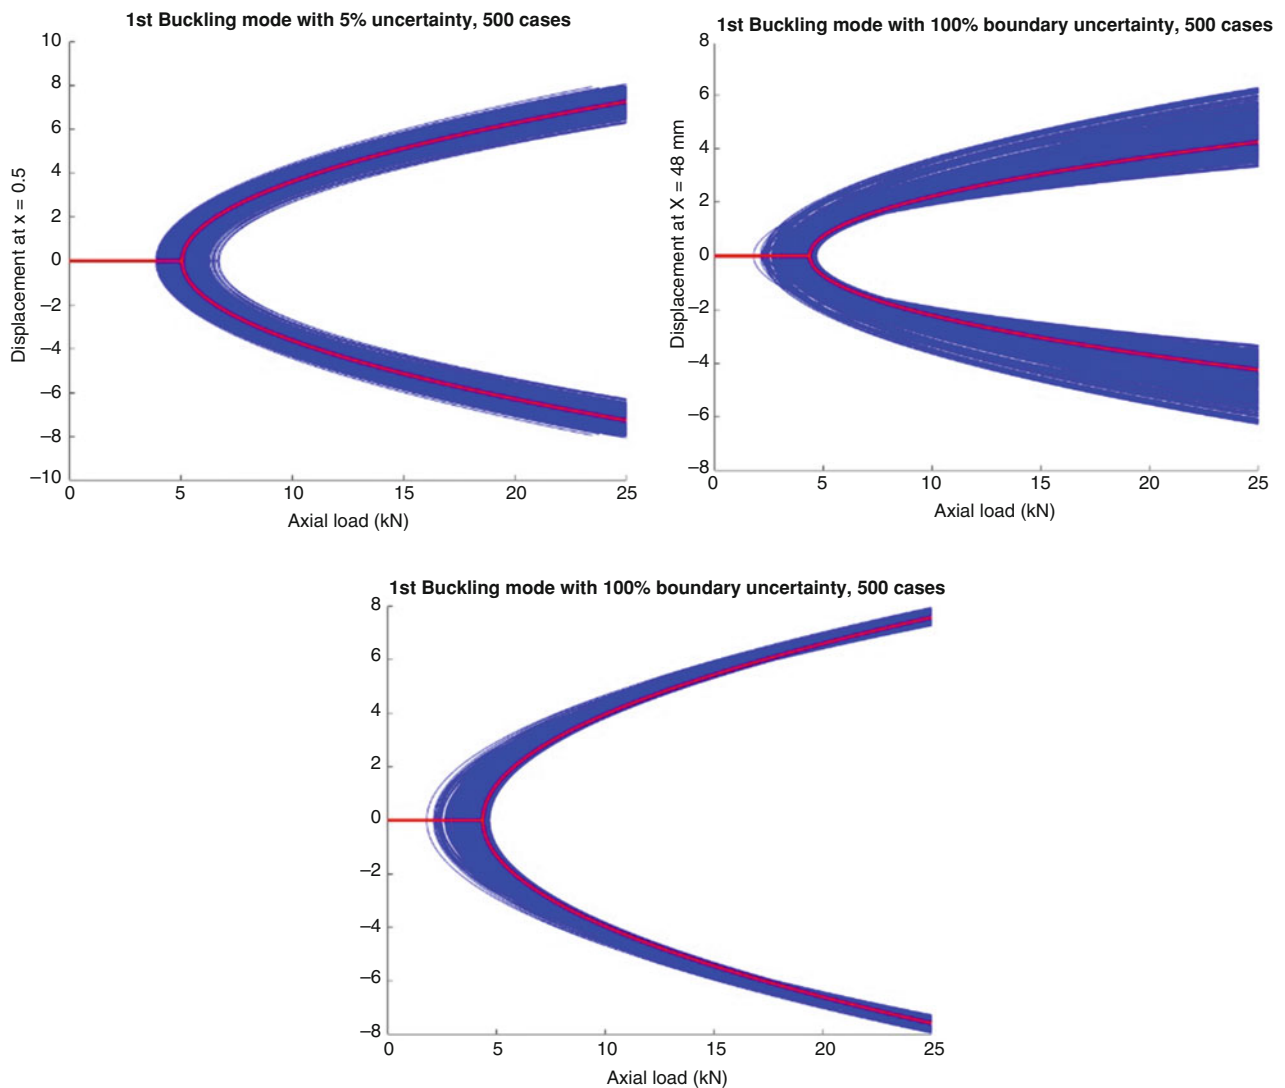 1st Buckling mode with 5% uncertainty, 500 cases
10
8
6
4
2
0
−2
−4
−6
−8
−10
Displacement at x = 0.5
0 5 10 15 20 25
Axial load (kN)
1st Buckling mode with 100% boundary uncertainty, 500 cases
8
6
4
2
0
−2
−4
−6
−8
Displacement at X = 48 mm
0 5 10 15 20 25
Axial load (kN)
1st Buckling mode with 100% boundary uncertainty, 500 cases
8
6
4
2
0
−2
−4
−6
−8
0 5 10 15 20 25
Axial load (kN)